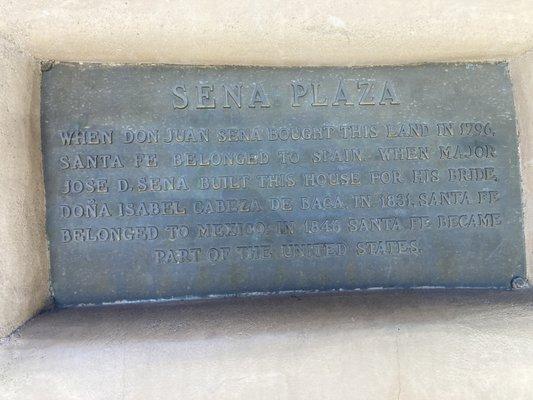 SENA PLAZA
WHEN DON JUAN SENA BOUGHT THIS LAND IN 1796,
SANTA FE BELONGED TO SPAIN. WHEN MAJOR
JOSE D. SENA BUILT THIS HOUSE FOR HIS BRIDE,
DOÑA ISABEL CABEZA DE BACA, IN 1831, SANTA FE
BELONGED TO MEXICO. IN 1846 SANTA FE BECAME
PART OF THE UNITED STATES.